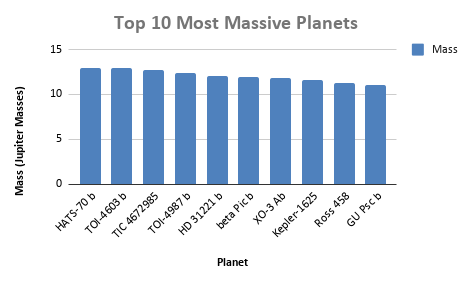 Top 10 Most Massive Planets
Mass
Mass (Jupiter Masses)
15
10
5
0
HATS-70 b
TOI-4603 b
TIC 4672985
TOI-4987 b
HD 31221 b
beta Pic b
XO-3 Ab
Kepler-1625
Ross 458
GU Psc b
Planet